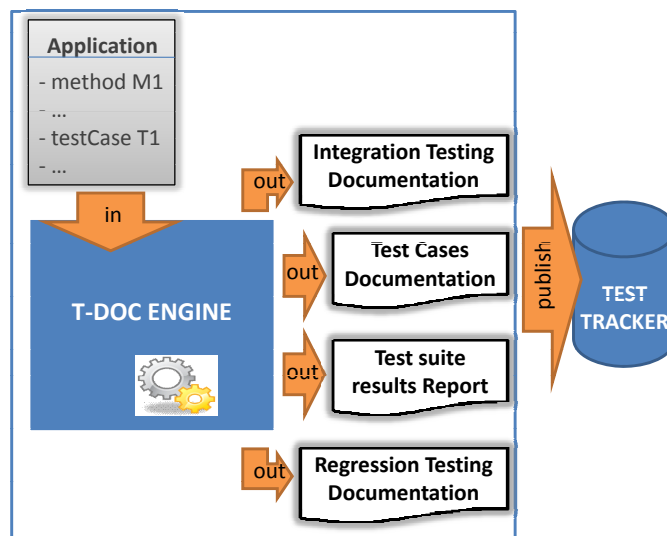 Application
- method M1
- ...
- testCase T1
- ...
in
T-DOC ENGINE
out
Integration Testing
Documentation
out
Test Cases
Documentation
out
Test suite
results Report
out
Regression Testing
Documentation
publish
TEST
TRACKER